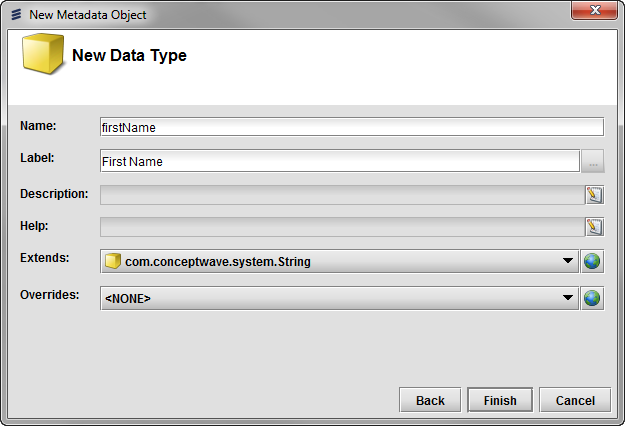 New Metadata Object
New Data Type
Name: firstName
Label: First Name ...
Description:
Help:
Extends: com.conceptwave.system.String
Overrides: <NONE>
Back Finish Cancel